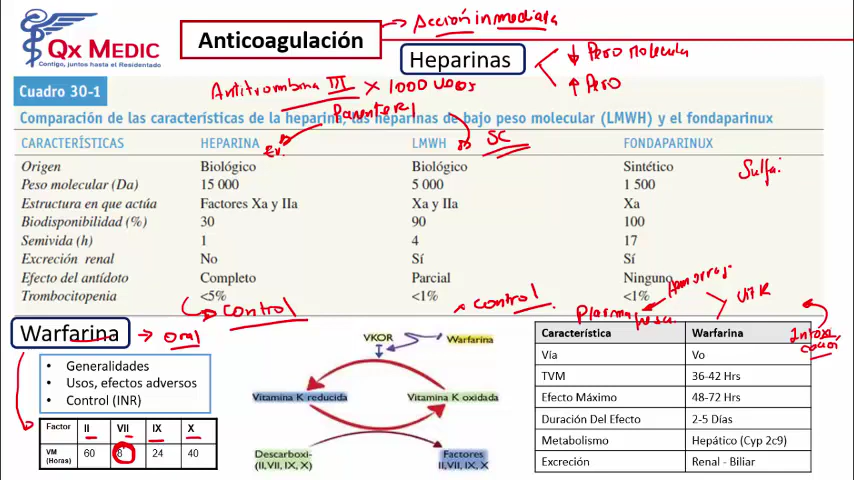 Qx MEDIC
Contigo, juntos hasta el Residentado
Anticoagulación
Acción inmediata
Heparinas
↓ Peso molecular
↑ Peso
Antitrombina III x 1000 veces
Cuadro 30-1
Parenteral
Comparación de las características de la heparina, las heparinas de bajo peso molecular (LMWH) y el fondaparinux
CARACTERÍSTICAS HEPARINA LMWH FONDAPARINUX
Ev. SC
Origen Biológico Biológico Sintético
Peso molecular (Da) 15 000 5 000 1 500
Estructura en que actúa Factores Xa y IIa Xa y IIa Xa
Biodisponibilidad (%) 30 90 100
Semivida (h) 1 4 17
Excreción renal No Sí Sí
Efecto del antídoto Completo Parcial Ninguno
Trombocitopenia <5% <1% <1%
control
control
Plasma
Vit K
Warfarina → oral
• Generalidades
• Usos, efectos adversos
• Control (INR)
Factor II VII IX X
VM (Horas) 60 8 24 40
VKOR Warfarina
Vitamina K reducida Vitamina K oxidada
Descarboxi- (II,VII, IX, X)
Factores II,VII, IX, X
Característica Warfarina
Vía Vo
TVM 36-42 Hrs
Efecto Máximo 48-72 Hrs
Duración Del Efecto 2-5 Días
Metabolismo Hepático (Cyp 2c9)
Excreción Renal - Biliar